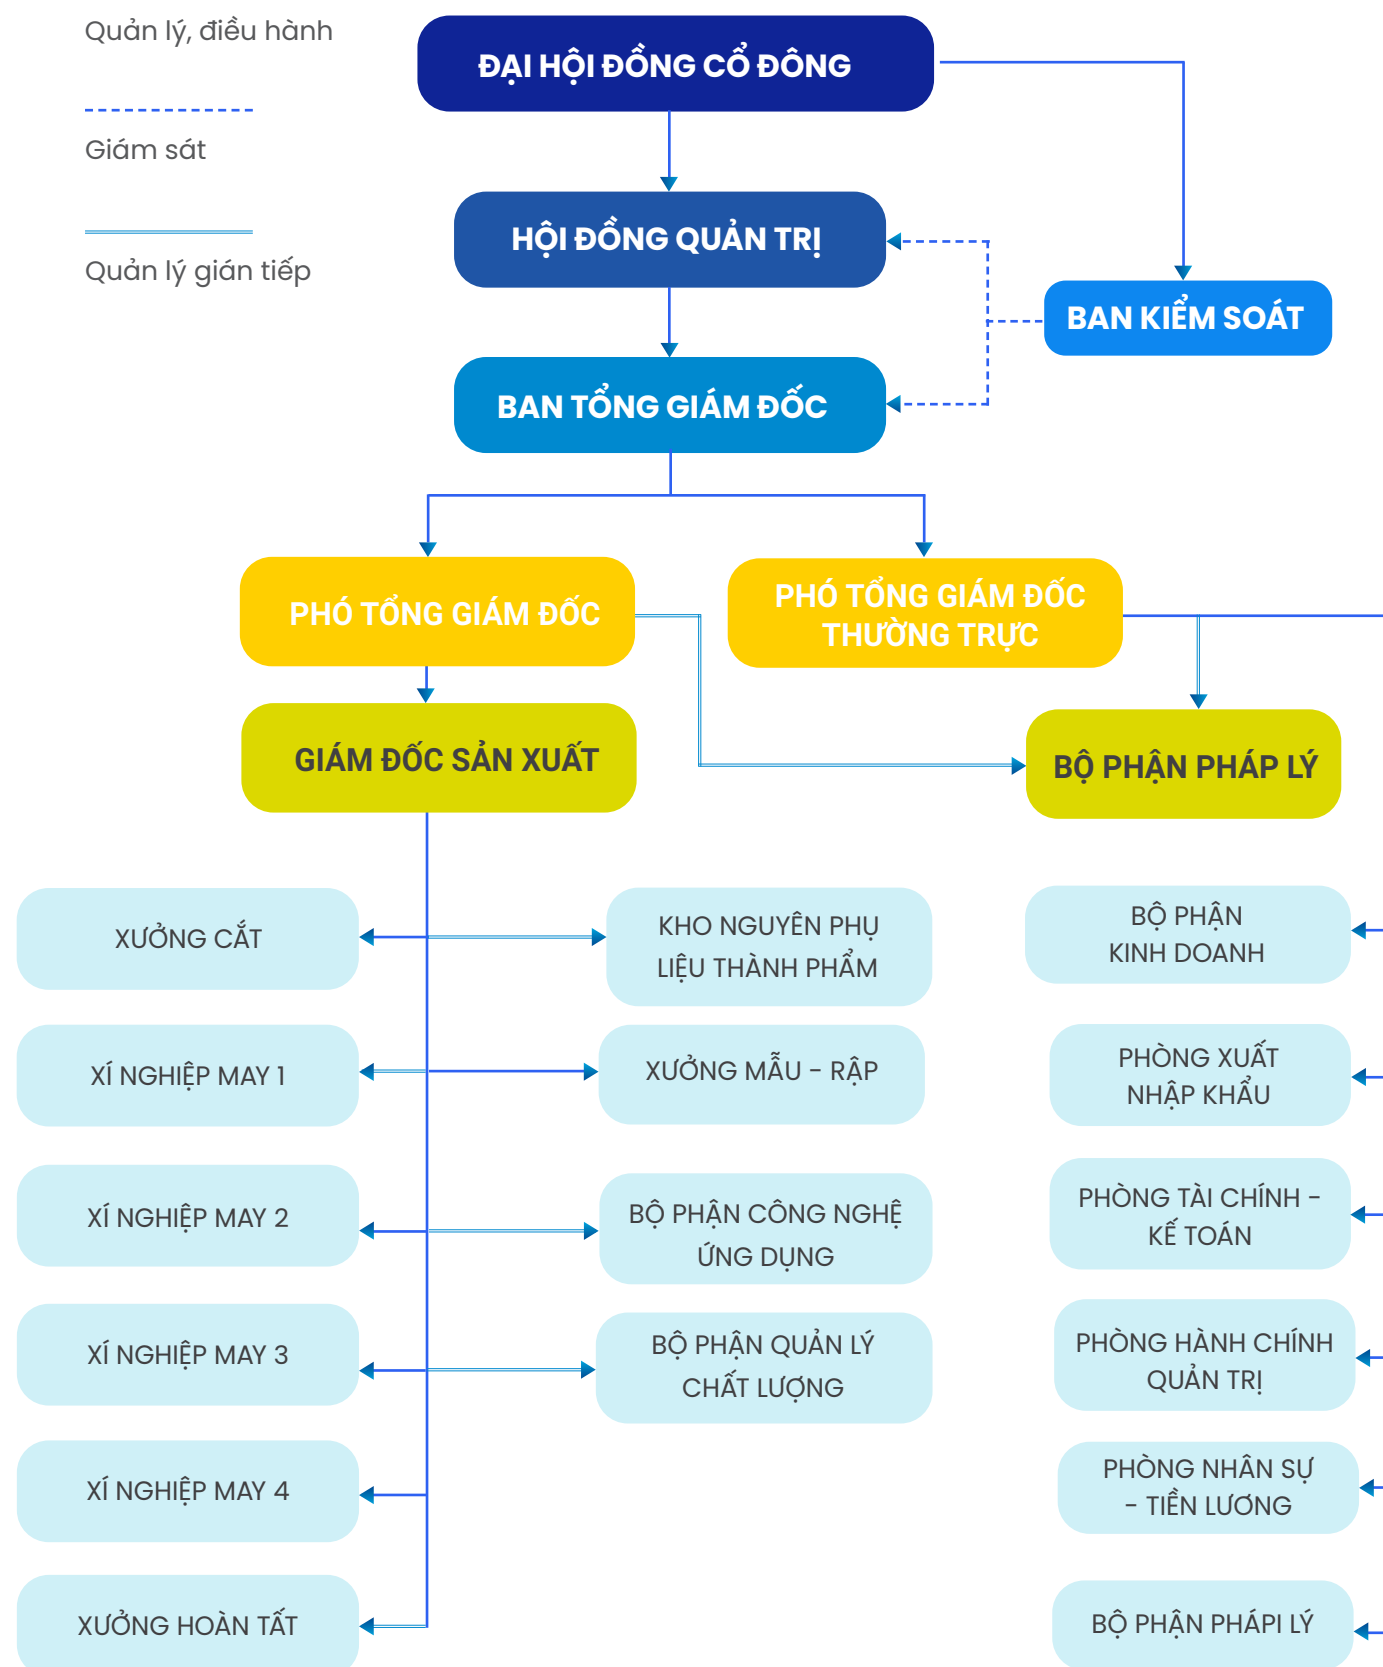 Quản lý, điều hành
Giám sát
Quản lý gián tiếp
ĐẠI HỘI ĐỒNG CỔ ĐÔNG
HỘI ĐỒNG QUẢN TRỊ
BAN KIỂM SOÁT
BAN TỔNG GIÁM ĐỐC
PHÓ TỔNG GIÁM ĐỐC
PHÓ TỔNG GIÁM ĐỐC
THƯỜNG TRỰC
GIÁM ĐỐC SẢN XUẤT
BỘ PHẬN PHÁP LÝ
XƯỞNG CẮT
XÍ NGHIỆP MAY 1
XÍ NGHIỆP MAY 2
XÍ NGHIỆP MAY 3
XÍ NGHIỆP MAY 4
XƯỞNG HOÀN TẤT
KHO NGUYÊN PHỤ
LIỆU THÀNH PHẨM
XƯỞNG MẪU - RẬP
BỘ PHẬN CÔNG NGHỆ
ỨNG DỤNG
BỘ PHẬN QUẢN LÝ
CHẤT LƯỢNG
BỘ PHẬN
KINH DOANH
PHÒNG XUẤT
NHẬP KHẨU
PHÒNG TÀI CHÍNH -
KẾ TOÁN
PHÒNG HÀNH CHÍNH
QUẢN TRỊ
PHÒNG NHÂN SỰ
- TIỀN LƯƠNG
BỘ PHẬN PHÁPI LÝ